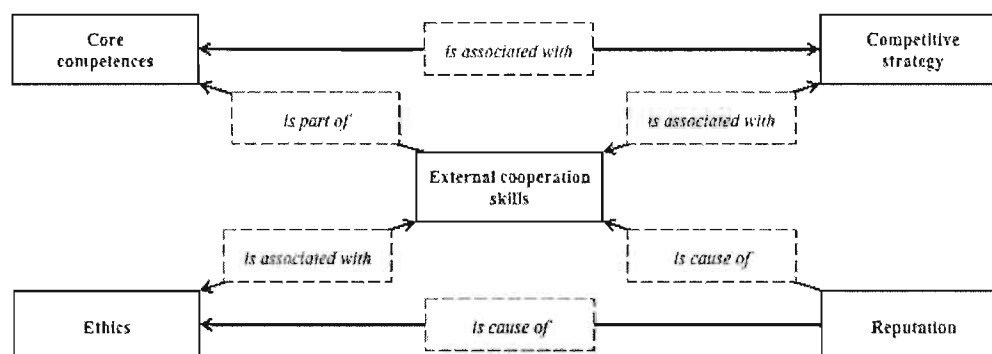 Core
competences
is associated with
Competitive
strategy
is part of
is associated with
External cooperation
skills
is associated with
is cause of
Ethics
is cause of
Reputation